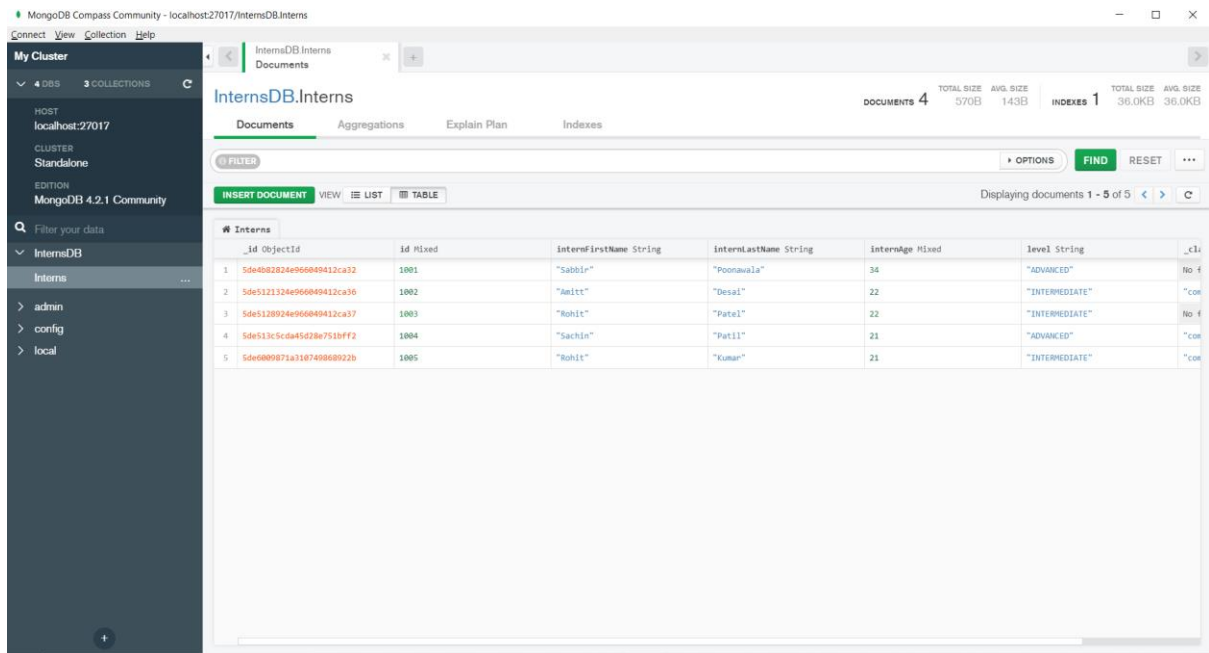 MongoDB Compass Community - localhost:27017/InternsDB.Interns
Connect View Collection Help
My Cluster
4 DBS 3 COLLECTIONS
HOST
localhost:27017
CLUSTER
Standalone
EDITION
MongoDB 4.2.1 Community
Filter your data
InternsDB
Interns ...
admin
config
local
+
InternsDB.Interns
Documents
+
InternsDB.Interns
DOCUMENTS 4 TOTAL SIZE 570B AVG. SIZE 143B INDEXES 1 TOTAL SIZE 36.0KB AVG. SIZE 36.0KB
Documents Aggregations Explain Plan Indexes
FILTER OPTIONS FIND RESET ...
INSERT DOCUMENT VIEW LIST TABLE Displaying documents 1 - 5 of 5
Interns
_id ObjectId id Mixed internFirstName String internLastName String internAge Mixed level String _cla
1 5de4b82824e966049412ca32 1001 "Sabbir" "Poonawala" 34 "ADVANCED" No f
2 5de5121324e966049412ca36 1002 "Amitt" "Desai" 22 "INTERMEDIATE" "com
3 5de5128924e966049412ca37 1003 "Rohit" "Patel" 22 "INTERMEDIATE" No f
4 5de513c5cda45d28e751bff2 1004 "Sachin" "Patil" 21 "ADVANCED" "com
5 5de6009871a310749868922b 1005 "Rohit" "Kumar" 21 "INTERMEDIATE" "com